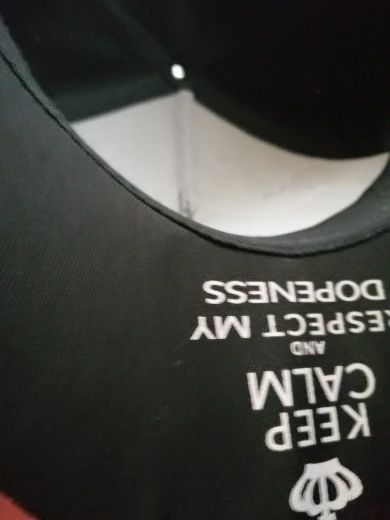 KEEP
CALM
AND
RESPECT MY
DOPENESS